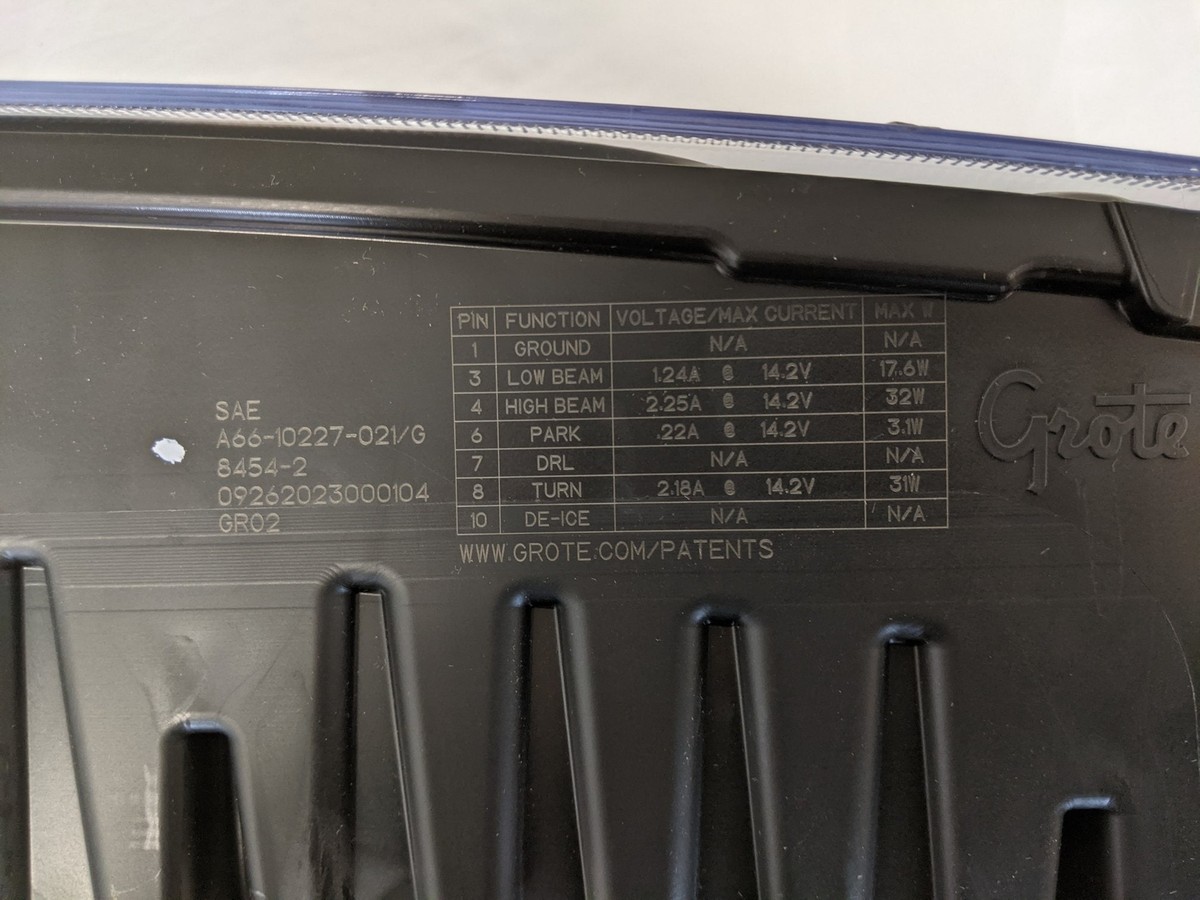 SAE
A66-10227-021/G
8454-2
09262023000104
GR02
PIN FUNCTION VOLTAGE/MAX CURRENT MAX W
1 GROUND N/A N/A
3 LOW BEAM 1.24A @ 14.2V 17.6W
4 HIGH BEAM 2.25A @ 14.2V 32W
6 PARK .22A @ 14.2V 3.1W
7 DRL N/A N/A
8 TURN 2.18A @ 14.2V 31W
10 DE-ICE N/A N/A
WWW.GROTE.COM/PATENTS
Grote